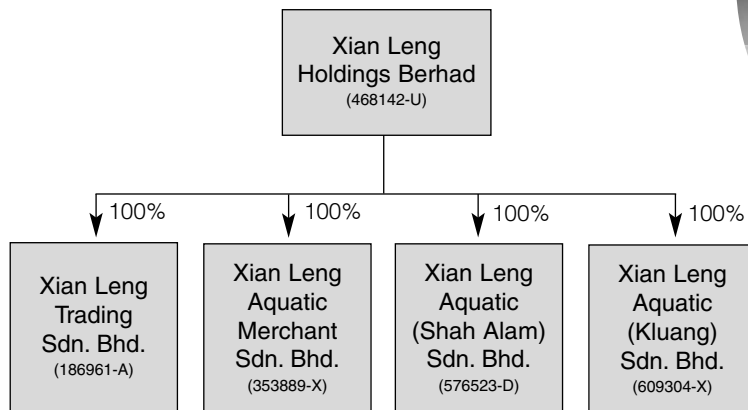 Xian Leng
Holdings Berhad
(468142-U)
100%
100%
100%
100%
Xian Leng
Trading
Sdn. Bhd.
(186961-A)
Xian Leng
Aquatic
Merchant
Sdn. Bhd.
(353889-X)
Xian Leng
Aquatic
(Shah Alam)
Sdn. Bhd.
(576523-D)
Xian Leng
Aquatic
(Kluang)
Sdn. Bhd.
(609304-X)